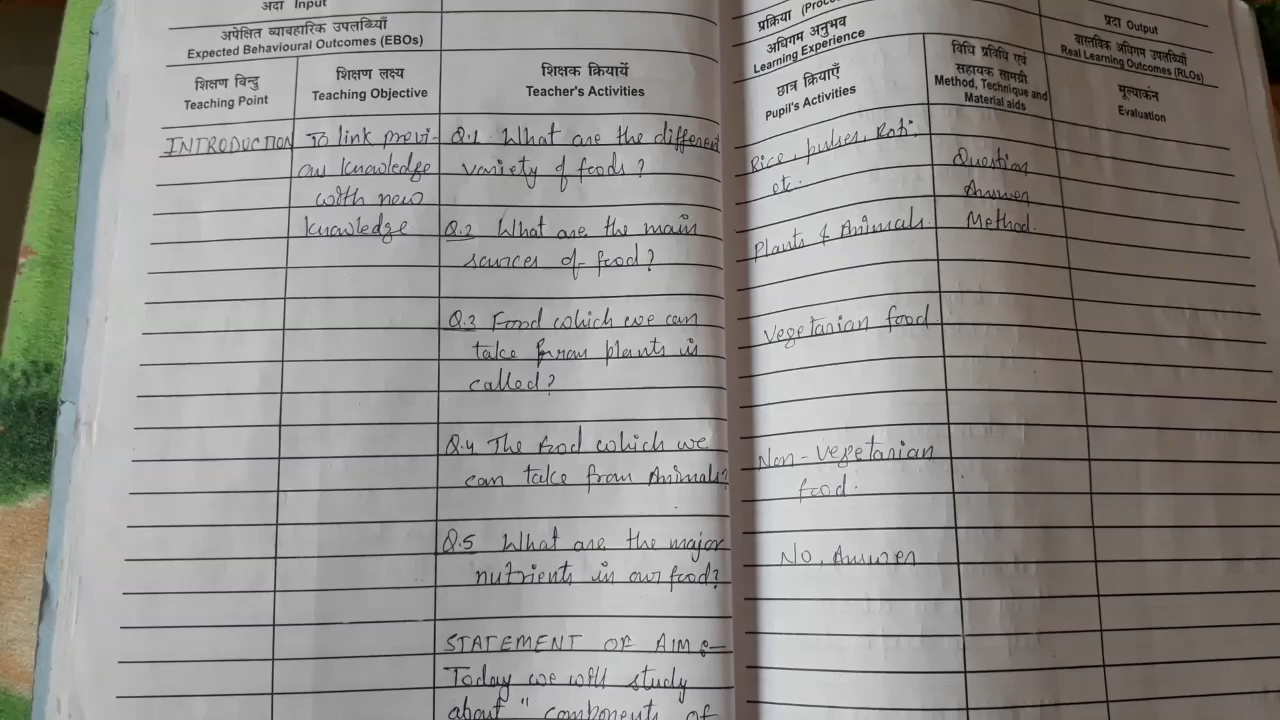 अदा Input
अपेक्षित व्यावहारिक उपलब्धियाँ
Expected Behavioural Outcomes (EBOs)
शिक्षण बिन्दु
Teaching Point
शिक्षण लक्ष्य
Teaching Objective
शिक्षक क्रियायें
Teacher's Activities
प्रक्रिया (Proce
अधिगम अनुभव
Learning Experience
छात्र क्रियाएँ
Pupil's Activities
विधि प्रविधि एवं
सहायक सामग्री
Method, Technique and
Material aids
प्रदा Output
वास्तविक अधिगम उपलब्धियाँ
Real Learning Outcomes (RLOs)
मूल्याकंन
Evaluation
INTRODUCTION
To link previ-
ous knowledge
with new
knowledge
Q.1 What are the different
variety of foods?
Rice, pulses, Roti
etc.
Question
Answer
Method.
Q.2 What are the main
sources of food?
Plants & Animals.
Q.3 Food which we can
take from plants is
called?
Vegetarian food
Q.4 The food which we
can take from Animals?
Non-vegetarian
food.
Q.5 What are the major
nutrients in our food?
No, Answer
STATEMENT OF AIM :-
Today we will study
about " components of